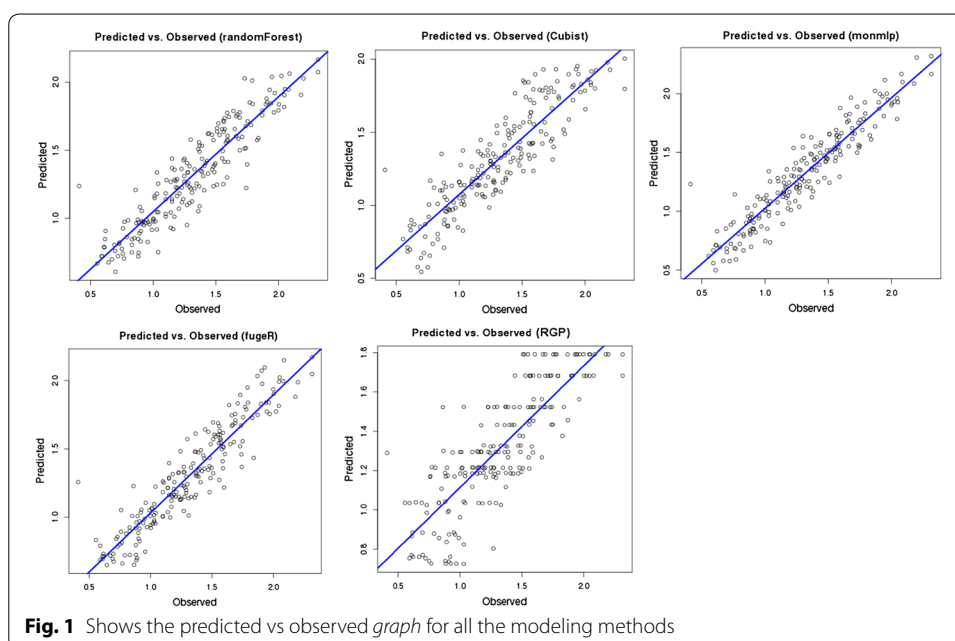 Predicted vs. Observed (randomForest)
Predicted
2.0
1.5
1.0
0.5 1.0 1.5 2.0
Observed
Predicted vs. Observed (Cubist)
Predicted
2.0
1.5
1.0
0.5
0.5 1.0 1.5 2.0
Observed
Predicted vs. Observed (monmlp)
Predicted
2.0
1.5
1.0
0.5
0.5 1.0 1.5 2.0
Observed
Predicted vs. Observed (fugeR)
Predicted
2.0
1.5
1.0
0.5 1.0 1.5 2.0
Observed
Predicted vs. Observed (RGP)
Predicted
1.8
1.6
1.4
1.2
1.0
0.8
0.5 1.0 1.5 2.0
Observed
Fig. 1 Shows the predicted vs observed graph for all the modeling methods